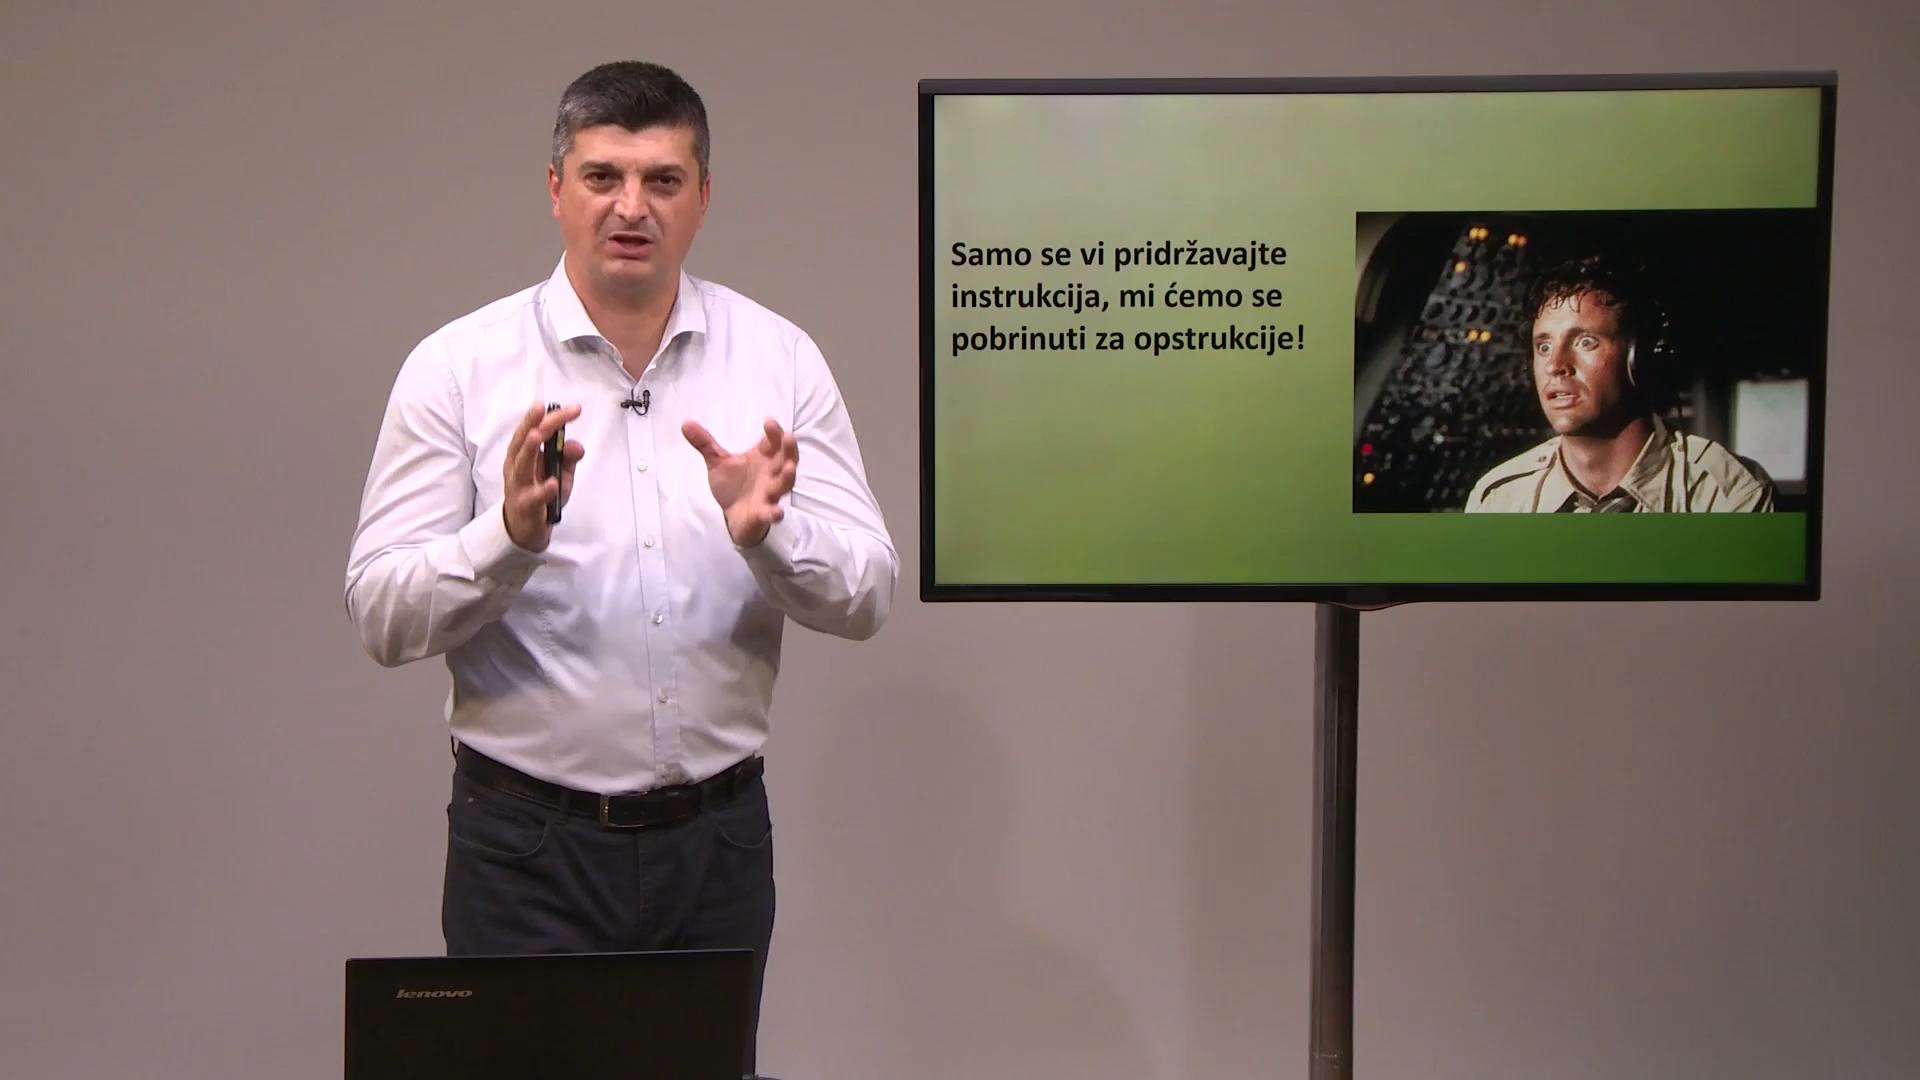 Samo se vi pridržavajte
instrukcija, mi ćemo se
pobrinuti za opstrukcije!
lenovo